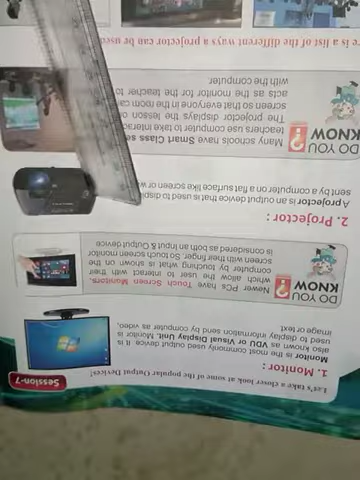 Session-7
Let's take a closer look at some of the popular Output Devices!
1. Monitor :
Monitor is the most commonly used output device. It is
also known as VDU or Visual Display Unit. Monitor is
used to display information send by computer as video,
image or text
DO YOU
KNOW
?
Newer PCs have Touch Screen Monitors,
which allow the user to interact with their
computer by touching what is shown on the
screen with their finger. So touch screen monitor
is considered as both an Input & Output device
2. Projector :
A projector is an output device that is used to display
sent by a computer on a flat surface like screen or
DO YOU
KNOW
?
Many schools have Smart Class
teachers use computer to take
The projector displays the lesson
screen so that everyone in the room can
acts as the monitor for the teacher to
with the computer.
is a list of the different ways a projector can be used